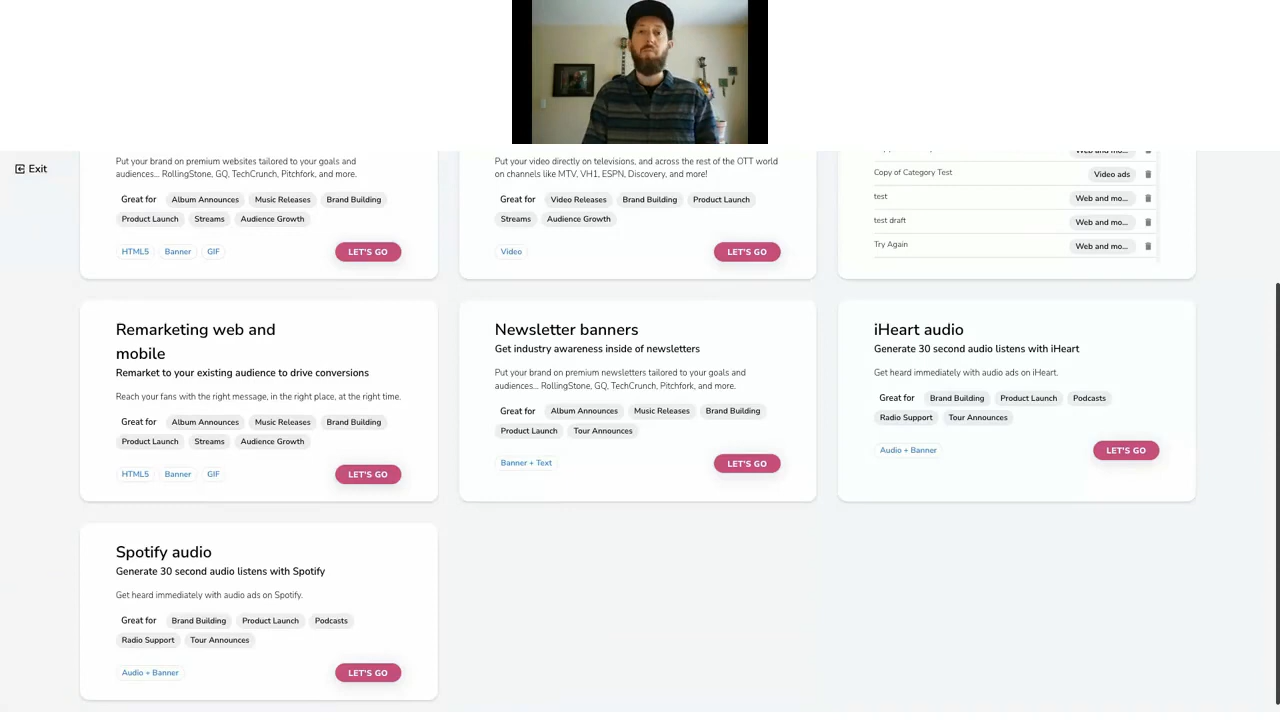 Exit
Put your brand on premium websites tailored to your goals and
audiences... RollingStone, GQ, TechCrunch, Pitchfork, and more.
Great for Album Announces Music Releases Brand Building
Product Launch Streams Audience Growth
HTML5 Banner GIF LET'S GO
Put your video directly on televisions, and across the rest of the OTT world
on channels like MTV, VH1, ESPN, Discovery, and more!
Great for Video Releases Brand Building Product Launch
Streams Audience Growth
Video LET'S GO
Web and mo...
Copy of Category Test Video ads
test Web and mo...
test draft Web and mo...
Try Again Web and mo...
Remarketing web and
mobile
Remarket to your existing audience to drive conversions
Reach your fans with the right message, in the right place, at the right time.
Great for Album Announces Music Releases Brand Building
Product Launch Streams Audience Growth
HTML5 Banner GIF LET'S GO
Newsletter banners
Get industry awareness inside of newsletters
Put your brand on premium newsletters tailored to your goals and
audiences... RollingStone, GQ, TechCrunch, Pitchfork, and more.
Great for Album Announces Music Releases Brand Building
Product Launch Tour Announces
Banner + Text LET'S GO
iHeart audio
Generate 30 second audio listens with iHeart
Get heard immediately with audio ads on iHeart.
Great for Brand Building Product Launch Podcasts
Radio Support Tour Announces
Audio + Banner LET'S GO
Spotify audio
Generate 30 second audio listens with Spotify
Get heard immediately with audio ads on Spotify.
Great for Brand Building Product Launch Podcasts
Radio Support Tour Announces
Audio + Banner LET'S GO